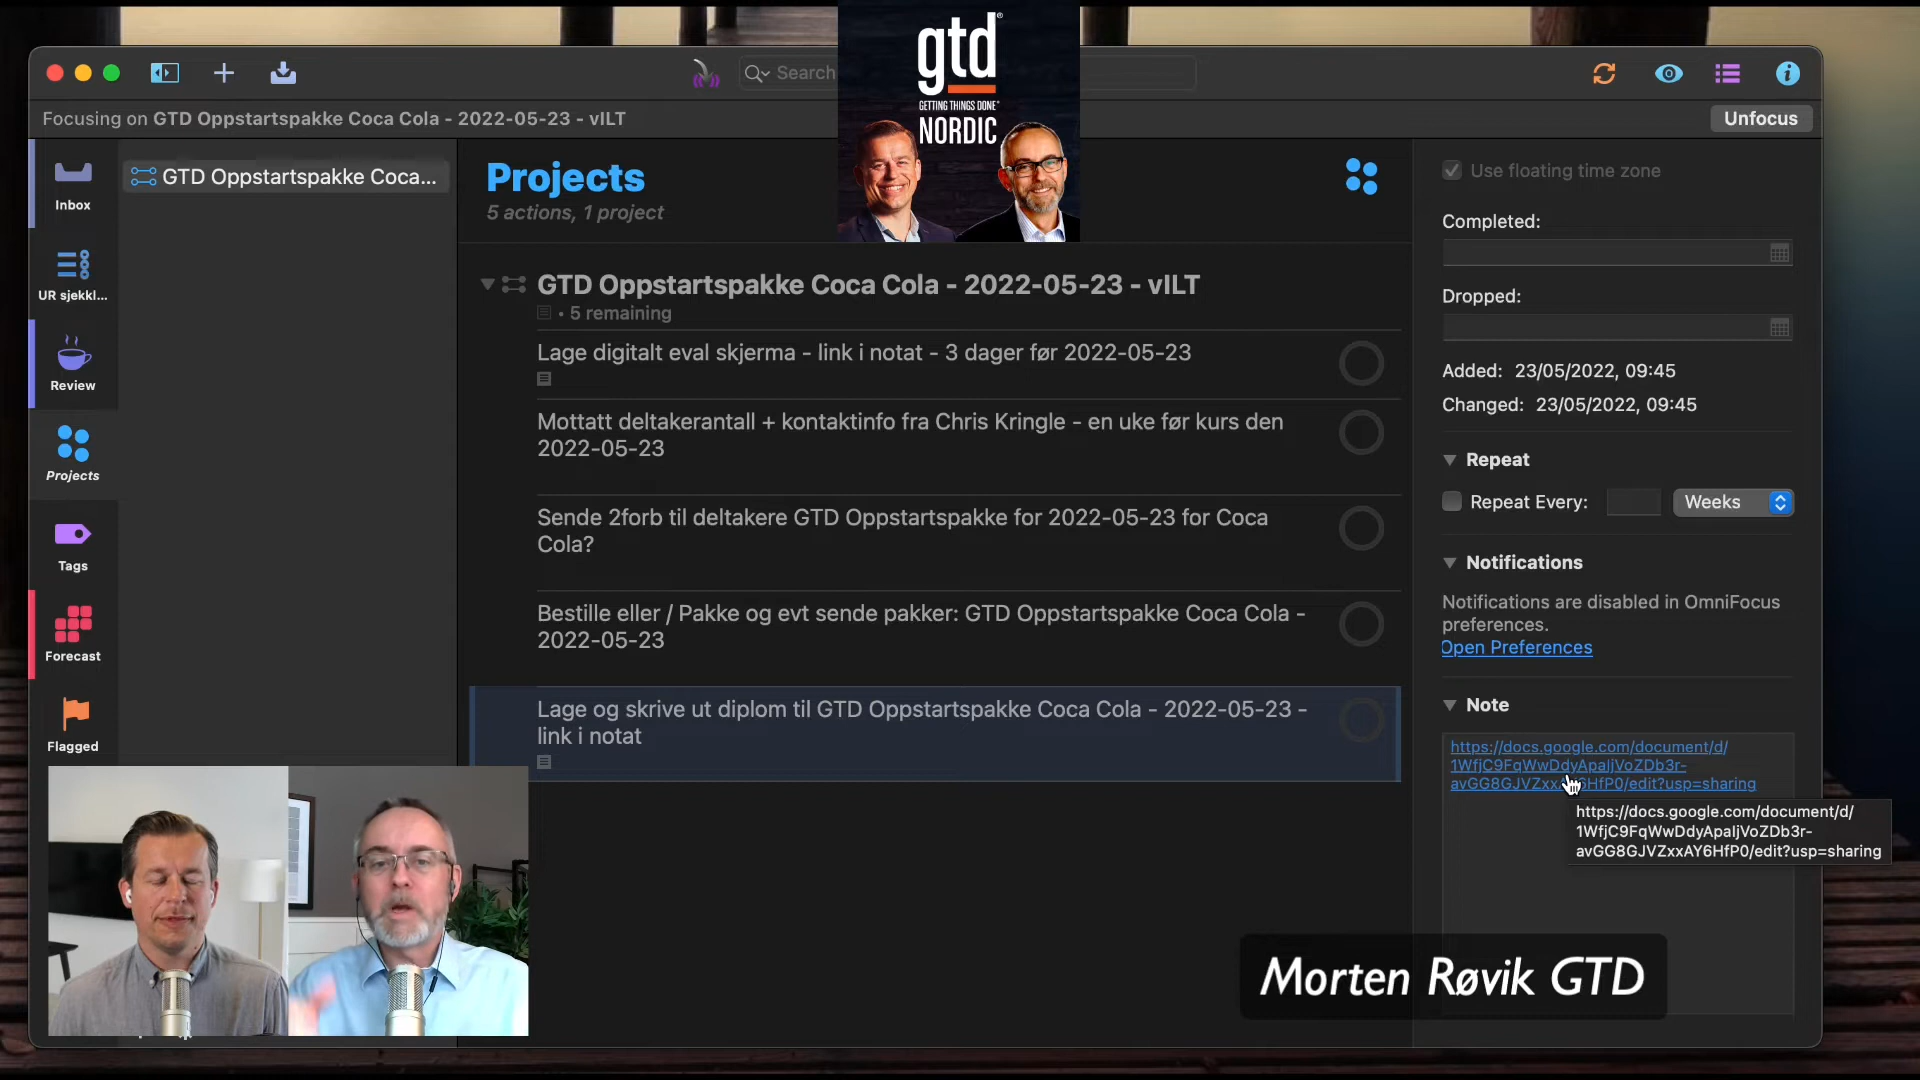 Search
gtd®
GETTING THINGS DONE®
NORDIC
Focusing on GTD Oppstartspakke Coca Cola - 2022-05-23 - vILT
Unfocus
Inbox
UR sjekkl...
Review
Projects
Tags
Forecast
Flagged
GTD Oppstartspakke Coca...
Projects
5 actions, 1 project
GTD Oppstartspakke Coca Cola - 2022-05-23 - vILT
• 5 remaining
Lage digitalt eval skjerma - link i notat - 3 dager før 2022-05-23
Mottatt deltakerantall + kontaktinfo fra Chris Kringle - en uke før kurs den
2022-05-23
Sende 2forb til deltakere GTD Oppstartspakke for 2022-05-23 for Coca
Cola?
Bestille eller / Pakke og evt sende pakker: GTD Oppstartspakke Coca Cola -
2022-05-23
Lage og skrive ut diplom til GTD Oppstartspakke Coca Cola - 2022-05-23 -
link i notat
Use floating time zone
Completed:
Dropped:
Added: 23/05/2022, 09:45
Changed: 23/05/2022, 09:45
Repeat
Repeat Every:
Weeks
Notifications
Notifications are disabled in OmniFocus
preferences.
Open Preferences
Note
https://docs.google.com/document/d/
1WfjC9FqWwDdyApaljVoZDb3r-
avGG8GJVZxxAY6HfP0/edit?usp=sharing
https://docs.google.com/document/d/
1WfjC9FqWwDdyApaljVoZDb3r-
avGG8GJVZxxAY6HfP0/edit?usp=sharing
Morten Røvik GTD